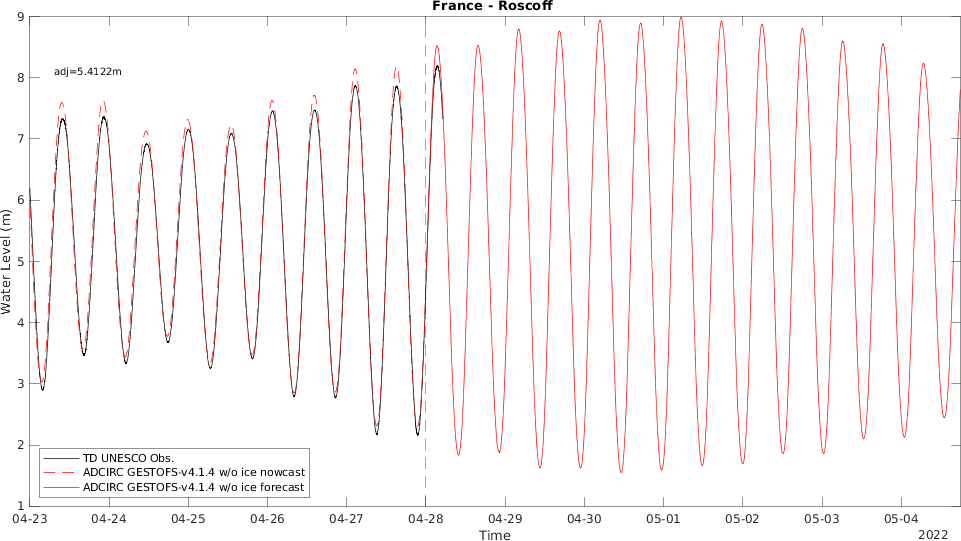 France - Roscoff
adj=5.4122m
Water Level (m)
9
8
7
6
5
4
3
2
1
TD UNESCO Obs.
ADCIRC GESTOFS-v4.1.4 w/o ice nowcast
ADCIRC GESTOFS-v4.1.4 w/o ice forecast
04-23 04-24 04-25 04-26 04-27 04-28 04-29 04-30 05-01 05-02 05-03 05-04
Time
2022